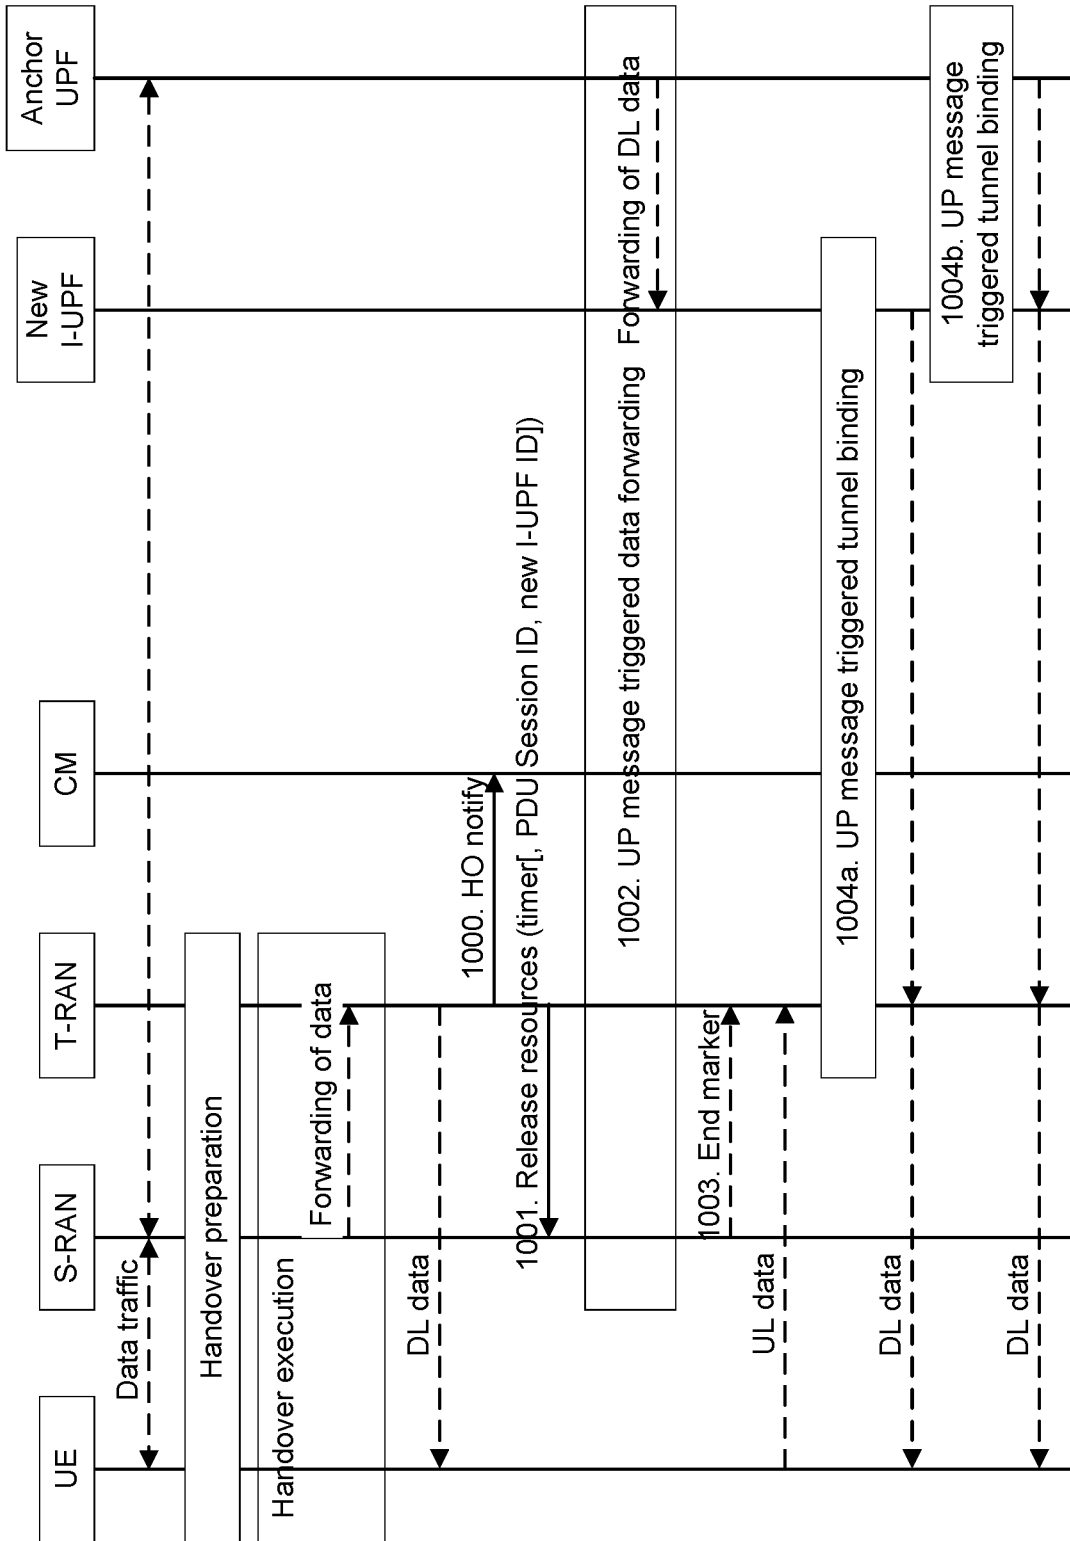 UE
S-RAN
T-RAN
CM
New
I-UPF
Anchor
UPF
Data traffic
Handover preparation
Handover execution
Forwarding of data
DL data
1000. HO notify
1001. Release resources (timer[, PDU Session ID, new I-UPF ID])
1002. UP message triggered data forwarding
Forwarding of DL data
1003. End marker
UL data
1004a. UP message triggered tunnel binding
DL data
1004b. UP message
triggered tunnel binding
DL data